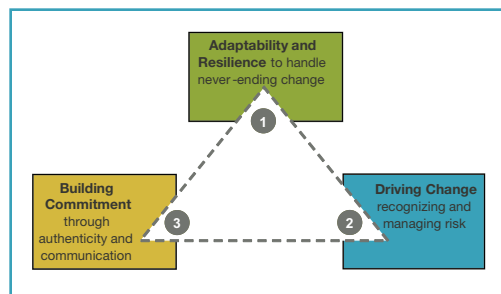 Adaptability and
Resilience to handle
never-ending change
1
Building
Commitment
through
authenticity and
communication
3
2
Driving Change
recognizing and
managing risk